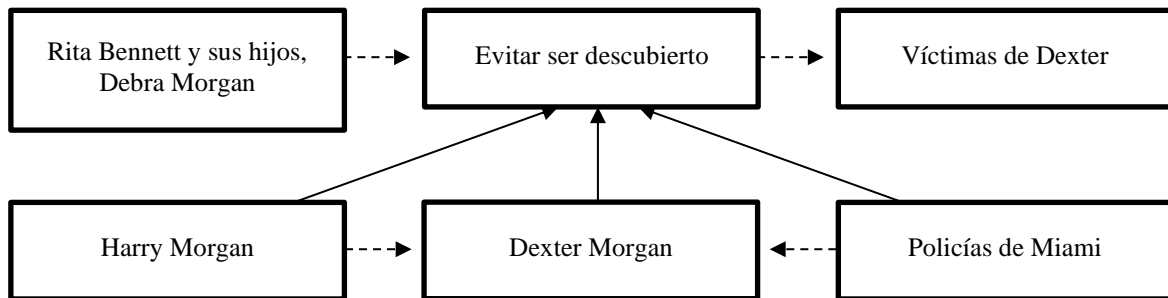 Rita Bennett y sus hijos,
Debra Morgan
Evitar ser descubierto
Víctimas de Dexter
Harry Morgan
Dexter Morgan
Policías de Miami